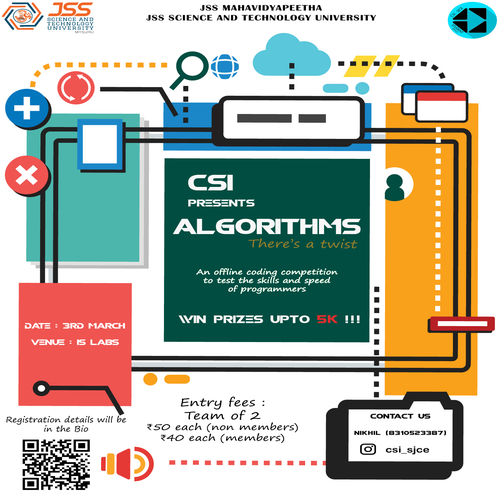 JSS MAHAVIDYAPEETHA
JSS SCIENCE AND TECHNOLOGY UNIVERSITY
JSS
SCIENCE AND
TECHNOLOGY
UNIVERSITY
MYSURU
CSI
PRESENTS
ALGORITHMS
There's a twist
An offline coding competition
to test the skills and speed
of programmers
WIN PRIZES UPTO 5K !!!
DATE : 3RD MARCH
VENUE : IS LABS
Registration details will be
in the Bio
Entry fees :
Team of 2
₹50 each (non members)
₹40 each (members)
CONTACT US
NIKHIL (8310523387)
csi_sjce